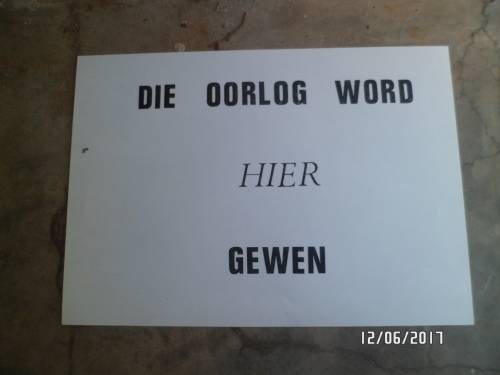 DIE OORLOG WORD
HIER
GEWEN
12/06/2017